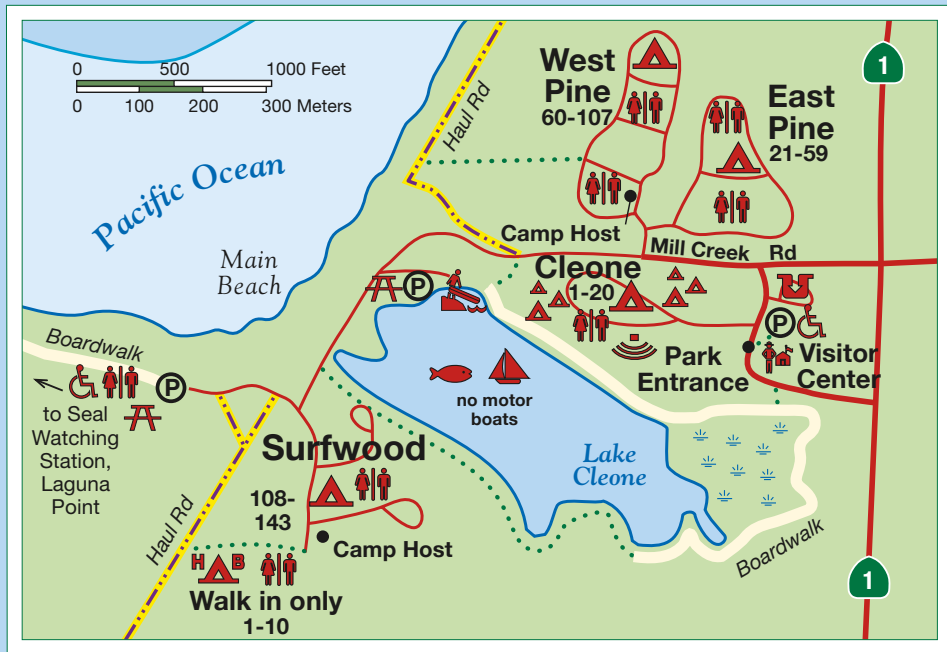 0 500 1000 Feet
0 100 200 300 Meters
Pacific Ocean
Main
Beach
Haul Rd
West
Pine
60-107
East
Pine
21-59
1
Camp Host
Mill Creek Rd
Cleone
1-20
P
P
Park
Entrance
Visitor
Center
Boardwalk
P
to Seal
Watching
Station,
Laguna
Point
no motor
boats
Lake
Cleone
Surfwood
108-
143
Camp Host
Haul Rd
H B
Walk in only
1-10
Boardwalk
1